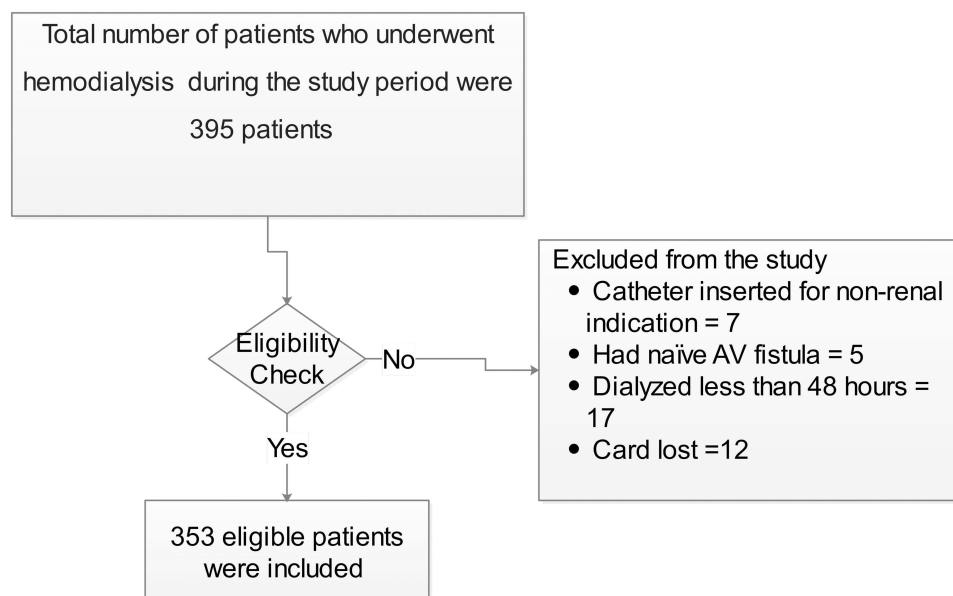 Total number of patients who underwent
hemodialysis during the study period were
395 patients
Eligibility
Check
No
Yes
Excluded from the study
• Catheter inserted for non-renal
indication = 7
• Had naïve AV fistula = 5
• Dialyzed less than 48 hours =
17
• Card lost =12
353 eligible patients
were included